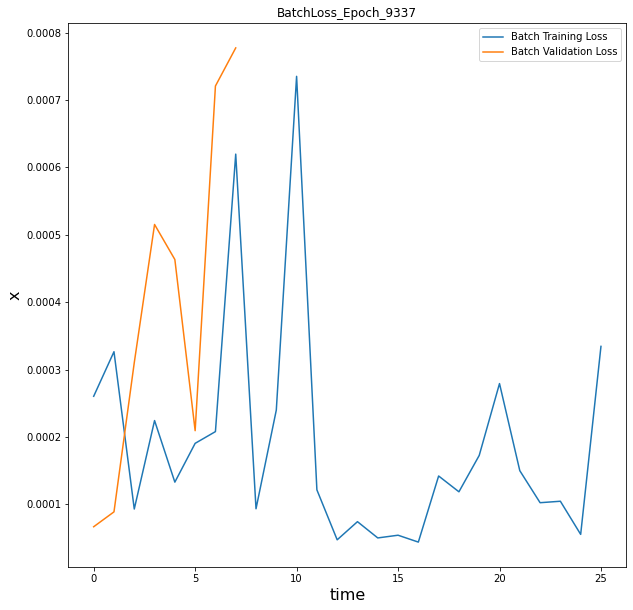 BatchLoss_Epoch_9337
Batch Training Loss
Batch Validation Loss
0.0008
0.0007
0.0006
0.0005
0.0004
0.0003
0.0002
0.0001
x
0 5 10 15 20 25
time